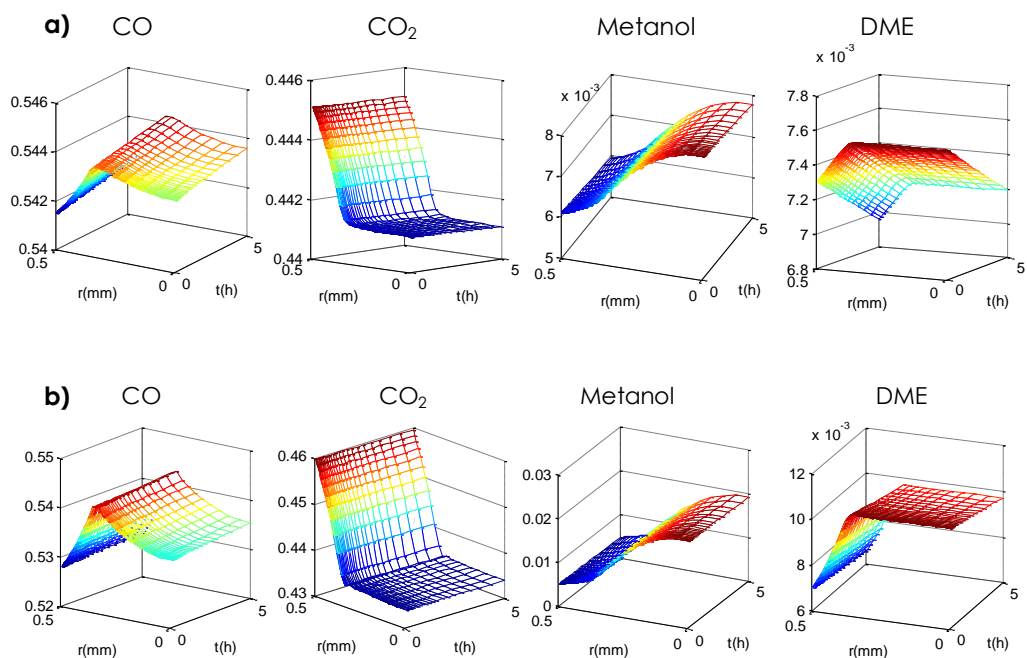 a)
CO
CO2
Metanol
DME
0.546
0.544
0.542
0.54
0.5
r(mm)
0
0
t(h)
5
0.446
0.444
0.442
0.44
0.5
r(mm)
0
0
t(h)
5
x 10-3
8
7
6
5
0.5
r(mm)
0
0
t(h)
5
x 10-3
7.8
7.6
7.4
7.2
7
6.8
0.5
r(mm)
0
0
t(h)
5
b)
CO
CO2
Metanol
DME
0.55
0.54
0.53
0.52
0.5
r(mm)
0
0
t(h)
5
0.46
0.45
0.44
0.43
0.5
r(mm)
0
0
t(h)
5
0.03
0.02
0.01
0
0.5
r(mm)
0
0
t(h)
5
x 10-3
12
10
8
6
0.5
r(mm)
0
0
t(h)
5